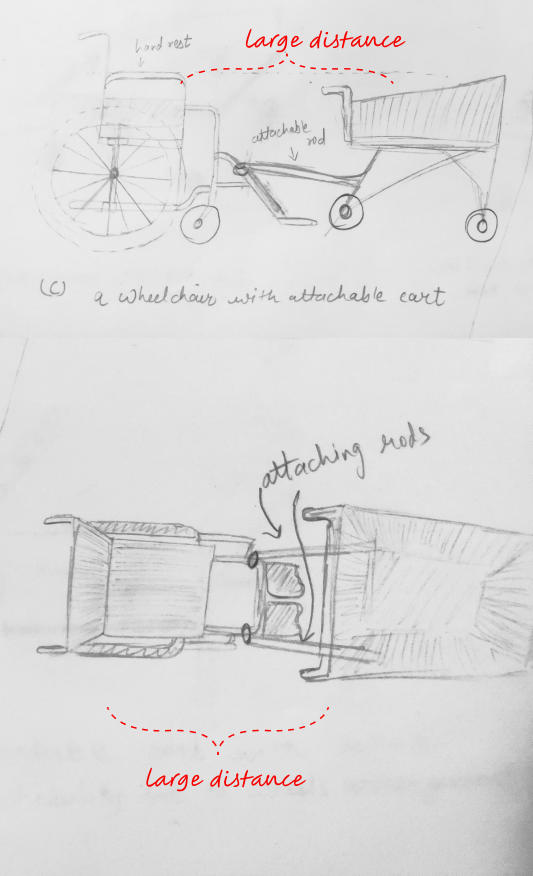 large distance
hand rest
attachable
rod
(C) a wheelchair with attachable cart
attaching rods
large distance